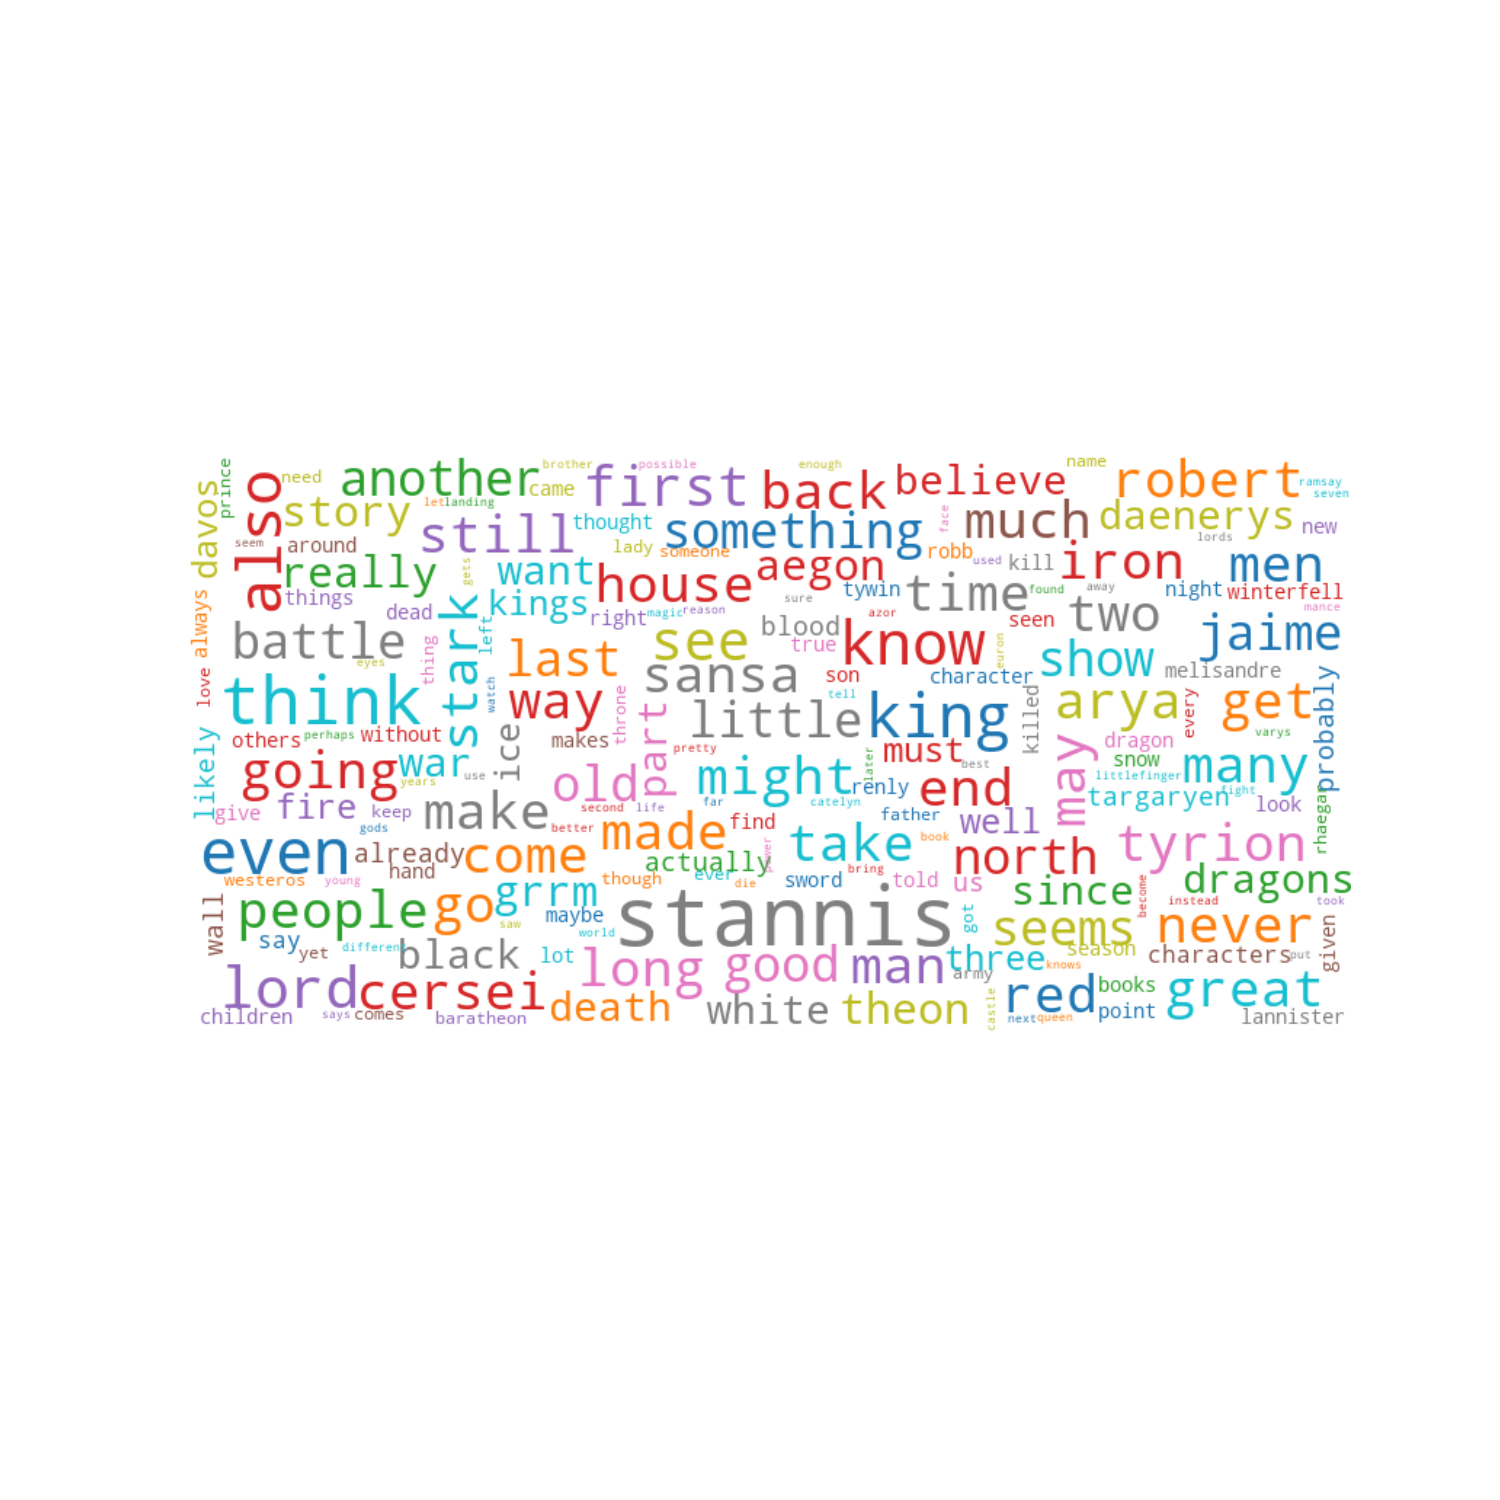 prince
need
another
brother
first
possible
back
enough
believe
name
robert
ramsay
seven
davos
also
story
came
let
landing
still
thought
something
face
much
daenerys
lords
new
seem
around
really
gets
want
lady
someone
house
aegon
robb
used
kill
iron
men
things
dead
kings
right
magic
reason
sure
tywin
time
found
away
two
night
winterfell
mance
always
battle
eyes
thing
stark
left
last
see
blood
true
azor
know
seen
euron
show
jaime
love
think
watch
way
sansa
son
tell
character
melisandre
likely
others
perhaps
without
ice
makes
throne
part
little
king
killed
arya
every
get
varys
probably
going
war
years
use
old
pretty
might
later
must
best
may
dragon
snow
littlefinger
many
give
fire
keep
gods
make
second
life
far
catelyn
renly
end
targaryen
fight
look
rhaegar
even
already
hand
come
better
made
find
father
well
take
book
north
tyrion
westeros
young
grrm
actually
though
ever
die
power
sword
bring
told
us
since
become
instead
dragons
took
wall
people
go
saw
maybe
world
stannis
got
seems
season
never
given
say
yet
different
black
lot
long
good
man
three
knows
army
characters
put
lord
cersei
death
white
theon
castle
red
books
point
great
children
says
comes
baratheon
next
queen
lannister